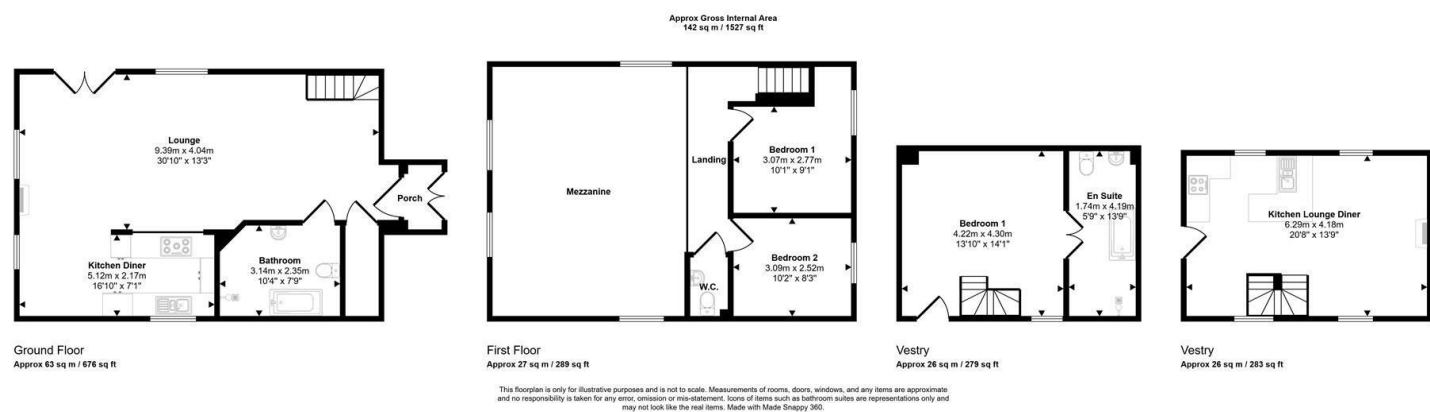 Approx Gross Internal Area
142 sq m / 1527 sq ft
Lounge
9.39m x 4.04m
30'10" x 13'3"
Porch
Kitchen Diner
5.12m x 2.17m
16'10" x 7'1"
Bathroom
3.14m x 2.35m
10'4" x 7'9"
Ground Floor
Approx 63 sq m / 676 sq ft
Mezzanine
Landing
Bedroom 1
3.07m x 2.77m
10'1" x 9'1"
Bedroom 2
3.09m x 2.52m
10'2" x 8'3"
W.C.
First Floor
Approx 27 sq m / 289 sq ft
Bedroom 1
4.22m x 4.30m
13'10" x 14'1"
En Suite
1.74m x 4.19m
5'9" x 13'9"
Vestry
Approx 26 sq m / 279 sq ft
Kitchen Lounge Diner
6.29m x 4.18m
20'8" x 13'9"
Vestry
Approx 26 sq m / 283 sq ft
This floorplan is only for illustrative purposes and is not to scale. Measurements of rooms, doors, windows, and any items are approximate
and no responsibility is taken for any error, omission or mis-statement. Icons of items such as bathroom suites are representations only and
may not look like the real items. Made with Made Snappy 360.